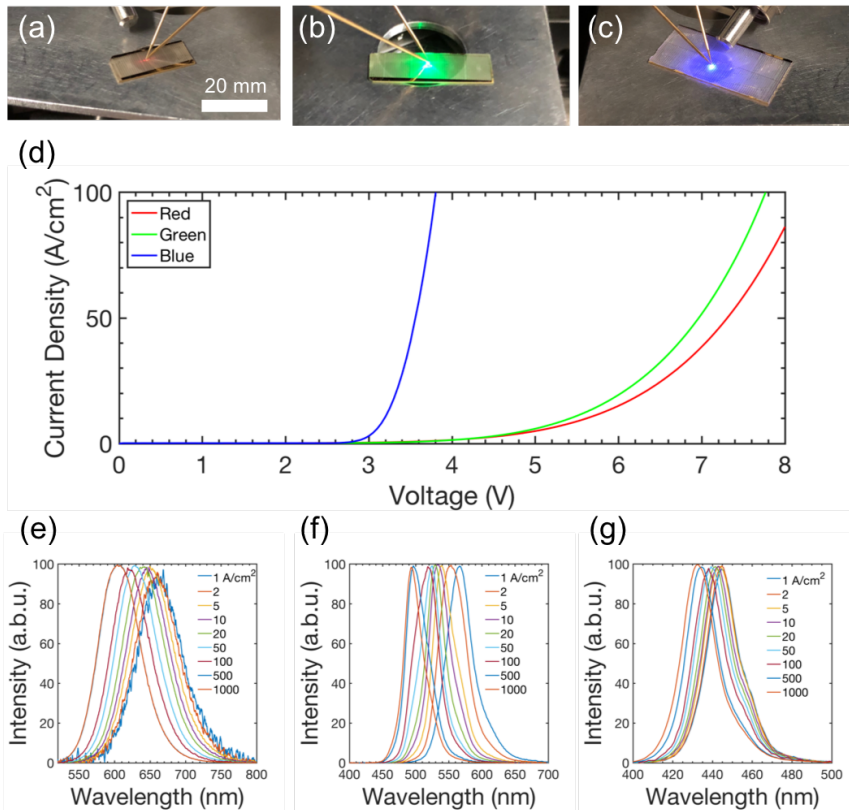 (a)
20 mm
(b)
(c)
(d)
Current Density (A/cm²)
100
50
0
Red
Green
Blue
0 1 2 3 4 5 6 7 8
Voltage (V)
(e)
Intensity (a.b.u.)
100
80
60
40
20
0
1 A/cm²
2
5
10
20
50
100
500
1000
550 600 650 700 750 800
Wavelength (nm)
(f)
Intensity (a.b.u.)
100
80
60
40
20
0
1 A/cm²
2
5
10
20
50
100
500
1000
400 450 500 550 600 650 700
Wavelength (nm)
(g)
Intensity (a.b.u.)
100
80
60
40
20
0
1 A/cm²
2
5
10
20
50
100
500
1000
400 420 440 460 480 500
Wavelength (nm)